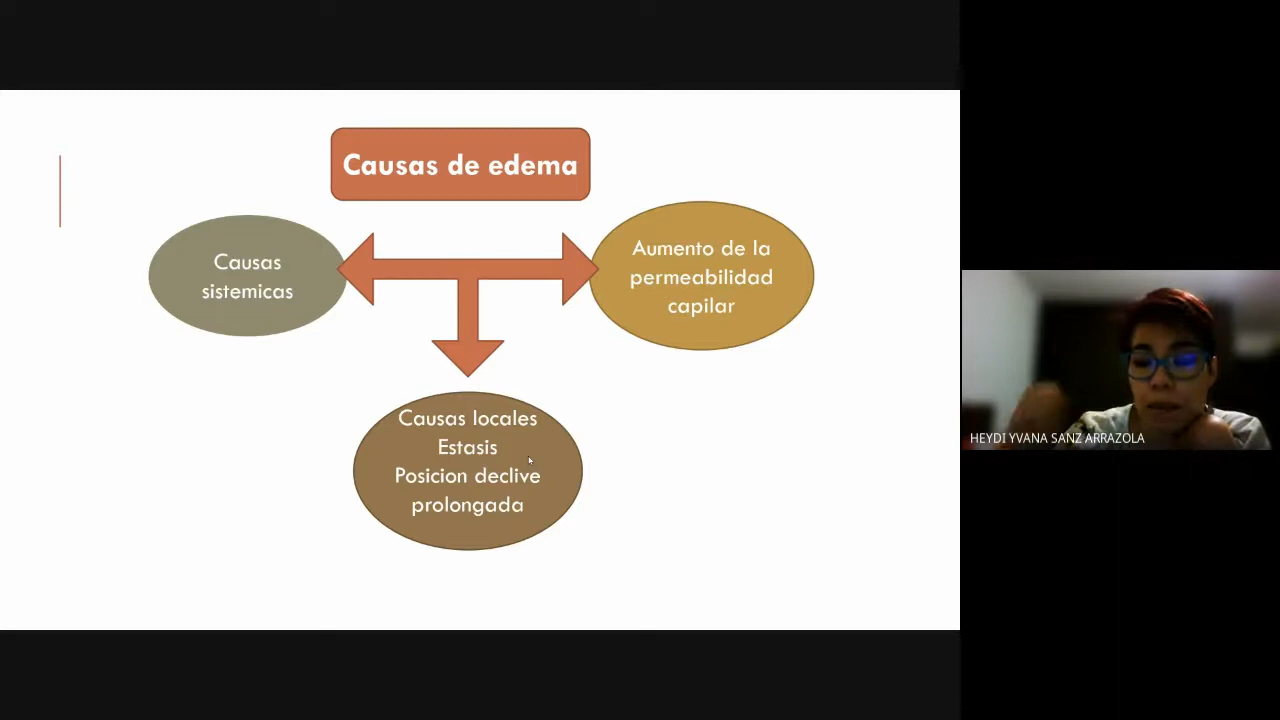 Causas de edema
Causas
sistemicas
Aumento de la
permeabilidad
capilar
Causas locales
Estasis
Posicion declive
prolongada
HEYDI YVANA SANZ ARRAZOLA